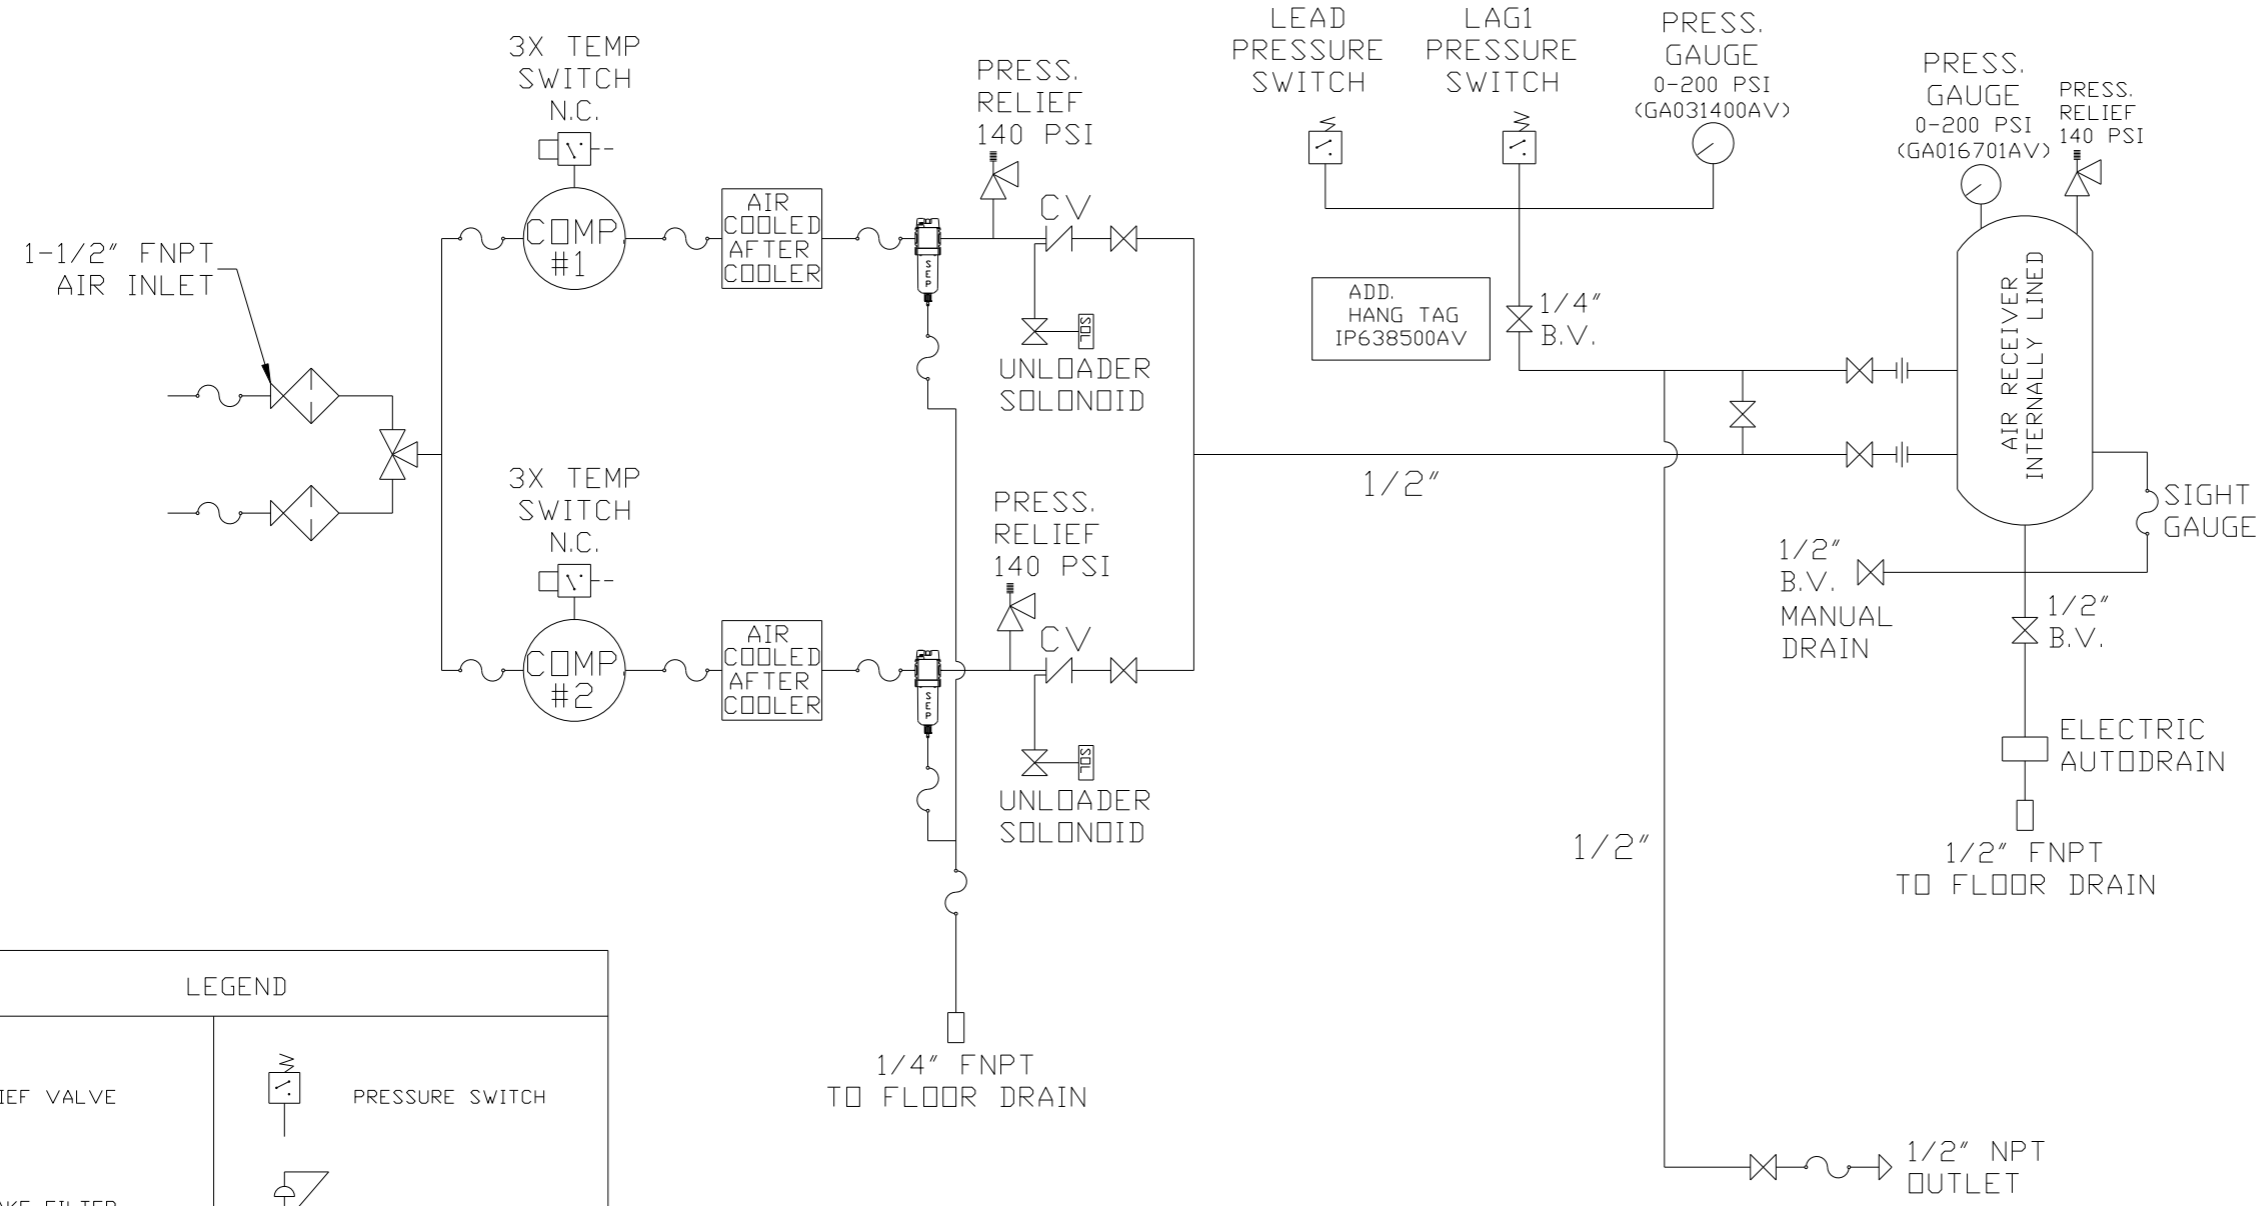 LEAD
PRESSURE
SWITCH
LAG1
PRESSURE
SWITCH
PRESS.
GAUGE
0-200 PSI
(GA031400AV)
PRESS.
GAUGE
0-200 PSI
(GA016701AV)
PRESS.
RELIEF
140 PSI
3X TEMP
SWITCH
N.C.
PRESS.
RELIEF
140 PSI
1-1/2" FNPT
AIR INLET
COMP
#1
AIR
COOLED
AFTER
COOLER
SEP
CV
SOL
UNLOADER
SOLONOID
ADD.
HANG TAG
IP638500AV
1/4"
B.V.
AIR RECEIVER
INTERNALLY LINED
1/2"
SIGHT
GAUGE
3X TEMP
SWITCH
N.C.
PRESS.
RELIEF
140 PSI
COMP
#2
AIR
COOLED
AFTER
COOLER
SEP
CV
SOL
UNLOADER
SOLONOID
1/2"
B.V.
MANUAL
DRAIN
1/2"
B.V.
ELECTRIC
AUTODRAIN
1/2"
1/2" FNPT
TO FLOOR DRAIN
1/4" FNPT
TO FLOOR DRAIN
1/2" NPT
OUTLET
LEGEND
IEF VALVE
PRESSURE SWITCH